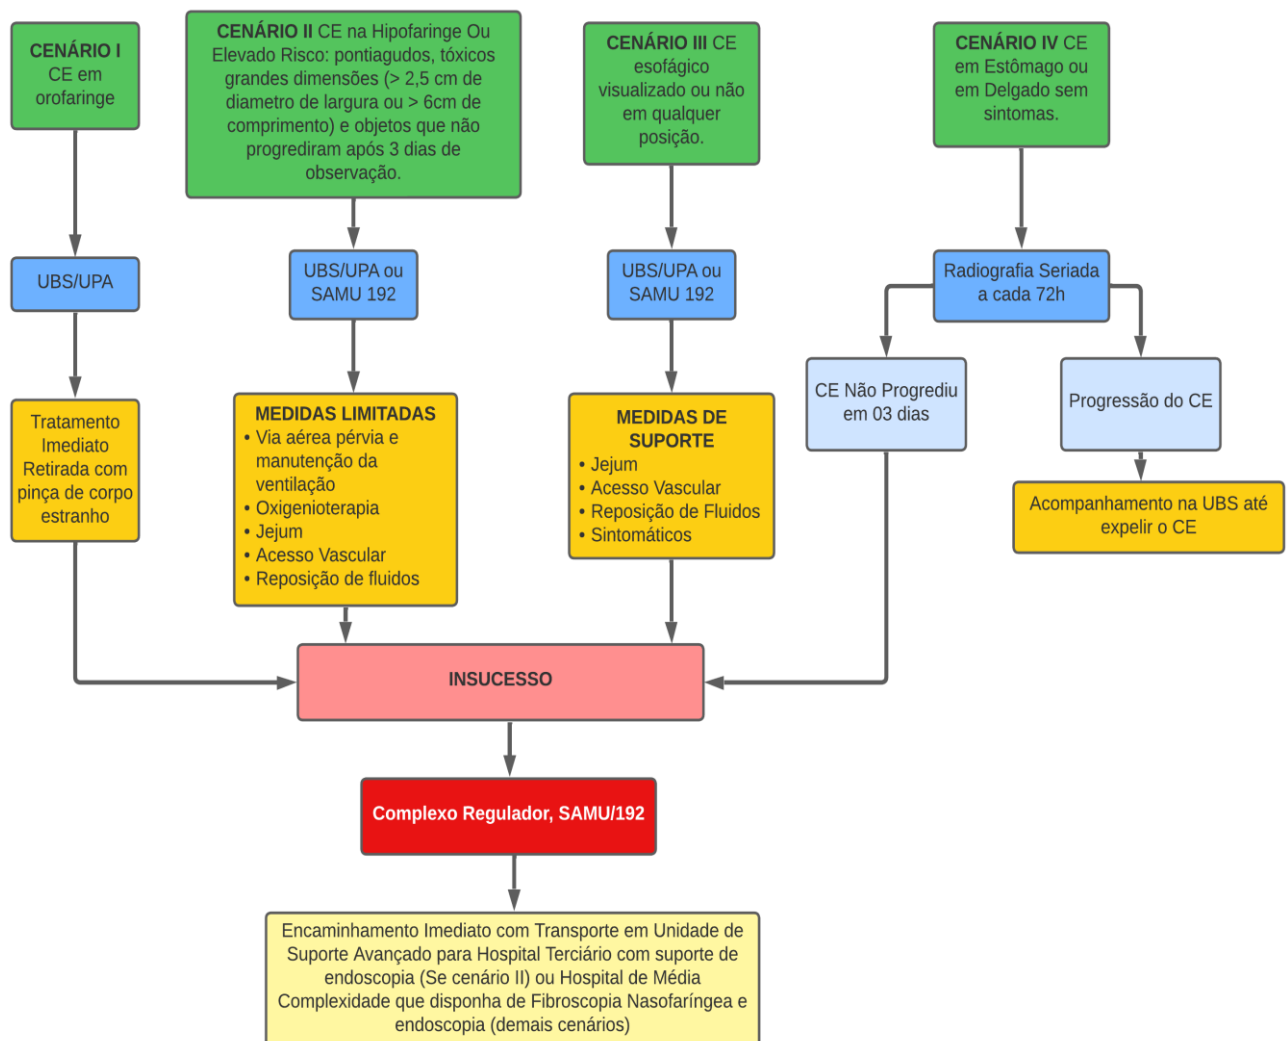 CENÁRIO I
CE em
orofaringe
CENÁRIO II CE na Hipofaringe Ou
Elevado Risco: pontiagudos, tóxicos
grandes dimensões (> 2,5 cm de
diametro de largura ou > 6cm de
comprimento) e objetos que não
progrediram após 3 dias de
observação.
CENÁRIO III CE
esofágico
visualizado ou não
em qualquer
posição.
CENÁRIO IV CE
em Estômago ou
em Delgado sem
sintomas.
UBS/UPA
UBS/UPA ou
SAMU 192
UBS/UPA ou
SAMU 192
Radiografia Seriada
a cada 72h
CE Não Progrediu
em 03 dias
Progressão do CE
Tratamento
Imediato
Retirada com
pinça de corpo
estranho
MEDIDAS LIMITADAS
• Via aérea pérvia e
manutenção da
ventilação
• Oxigenioterapia
• Jejum
• Acesso Vascular
• Reposição de fluidos
MEDIDAS DE
SUPORTE
• Jejum
• Acesso Vascular
• Reposição de Fluidos
• Sintomáticos
Acompanhamento na UBS até
expelir o CE
INSUCESSO
Complexo Regulador, SAMU/192
Encaminhamento Imediato com Transporte em Unidade de
Suporte Avançado para Hospital Terciário com suporte de
endoscopia (Se cenário II) ou Hospital de Média
Complexidade que disponha de Fibroscopia Nasofaríngea e
endoscopia (demais cenários)